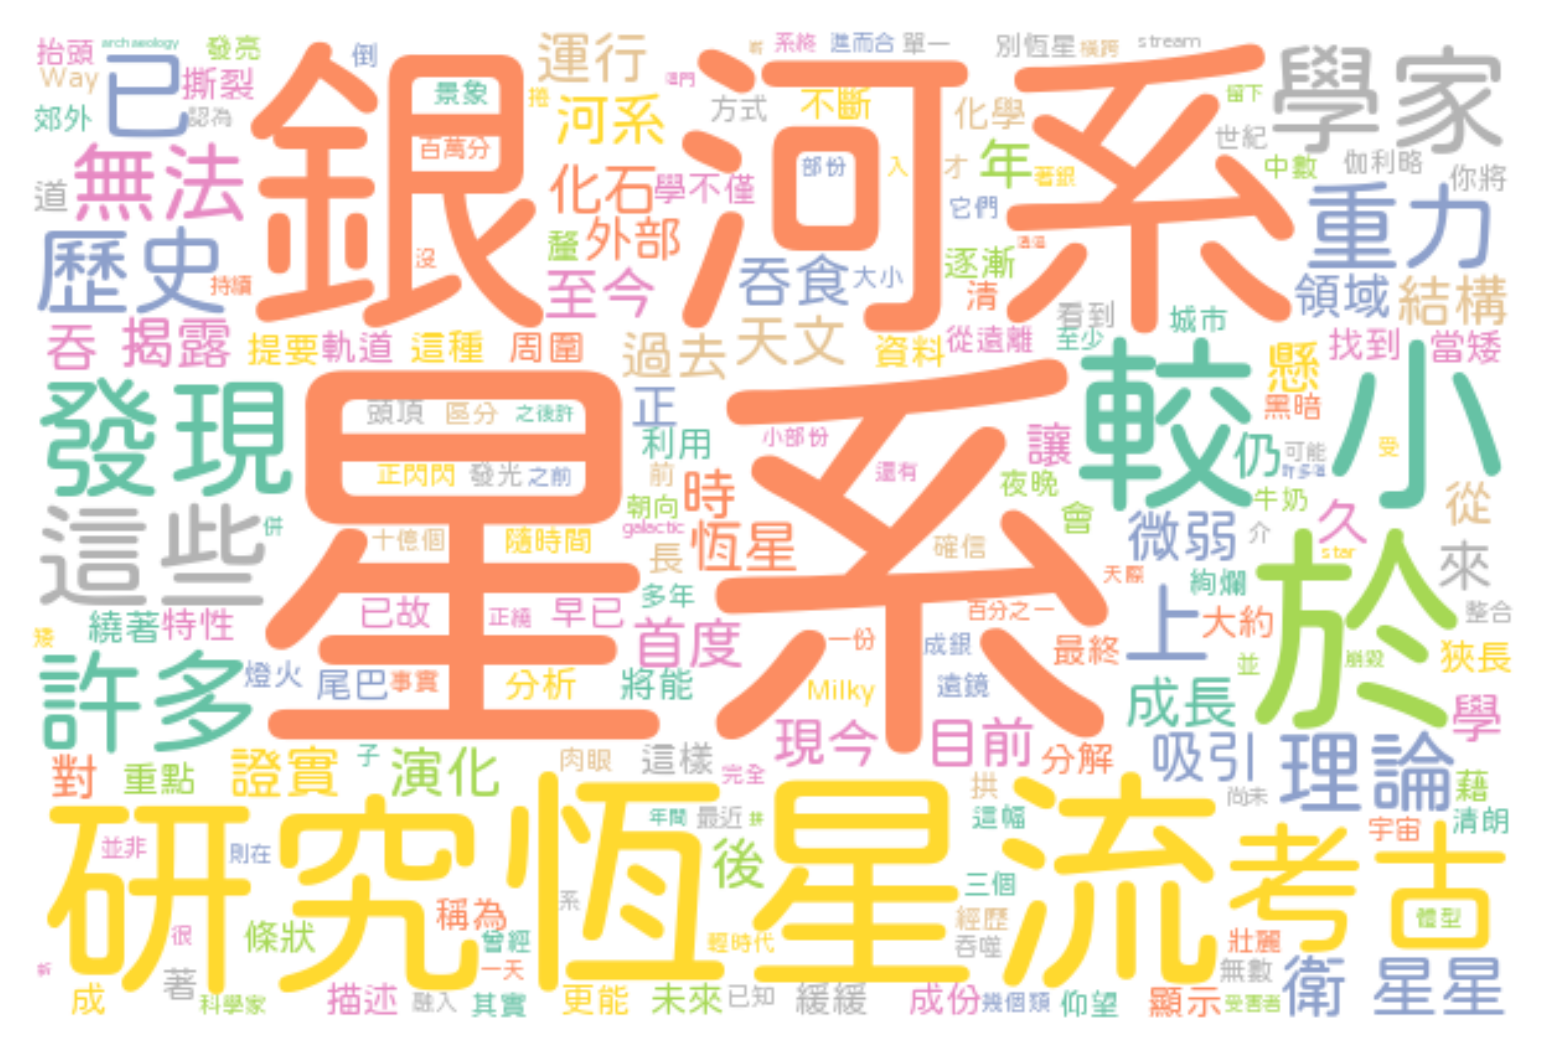 抬頭 archaeology 發亮 倒 運行 系終 進而合 單一 別恆星 橫跨 stream
Way 已 撕裂 銀河系 學家
景象 捲 河系 方式 不斷 化學 留下
郊外 認為 百萬分 世紀
無法 化石 學不僅 部份 入 才 年 著銀 中數 伽利略 你將
道 它們 重力
歷史 沒 釐 外部 逐漸
持續 至今 吞食 大小 清 領域 結構
看到 城市
吞 揭露 提要 軌道 這種 周圍 過去 天文 資料 從遠離 至少 找到 當矮
發現 星系 較小 懸
頭頂 區分 之後許 正 黑暗
利用 小部份 讓 仍 可能 受
正閃閃 發光 之前 前 時 還有 夜晚 牛奶 從
這些 併 朝向 會 微弱 介 久
galactic star
十億個 隨時間 長 恆星 確信 於 來
天際 絢爛
已故 正繞 早已 多年 百分之一 上 大約 整合
繞著 特性 首度 一份 成銀 最終 並 崩毀 狹長
矮
許多 燈火 尾巴 事實 分析 將能 Milky 遠鏡 成長 學
現今 目前 分解 吸引 理論
對 重點 證實 子 演化 肉眼 這樣 完全 拱 尚未 藉
研究 恆星流 考古
年間 最近 拼 這幅 宇宙 清朗
並非 則在 後 三個
稱為 系 經歷 體型
很 條狀 曾經 輕時代 吞噬 壯麗
一天 無數 衛 星星
成 著 科學家 描述 融入 其實 更能 未來 已知 緩緩 成份 幾個類 仰望 顯示 受害者